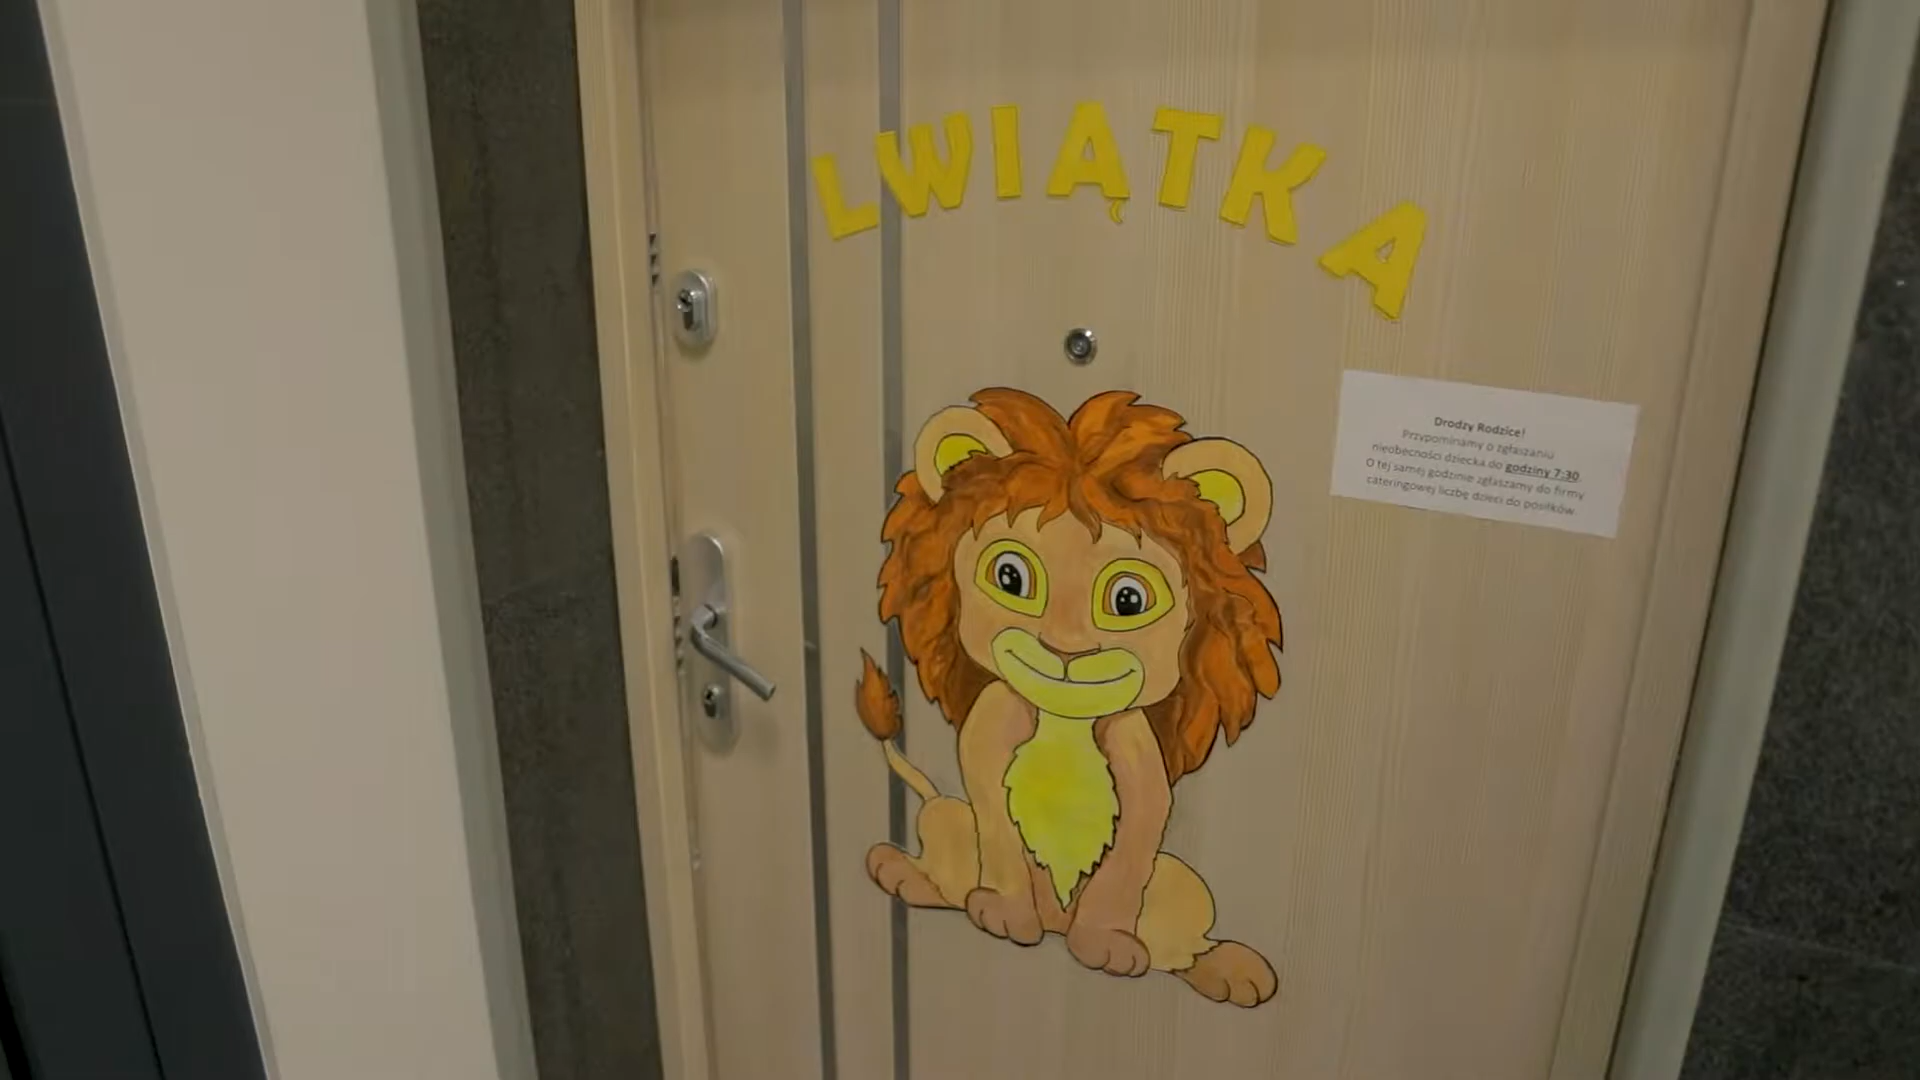 LWIĄTKA
Drodzy Rodzice!
Przypominamy o zgłaszaniu
nieobecności dziecka do godziny 7:30.
O tej samej godzinie zgłaszamy do firmy
cateringowej liczbę dzieci do posiłków.